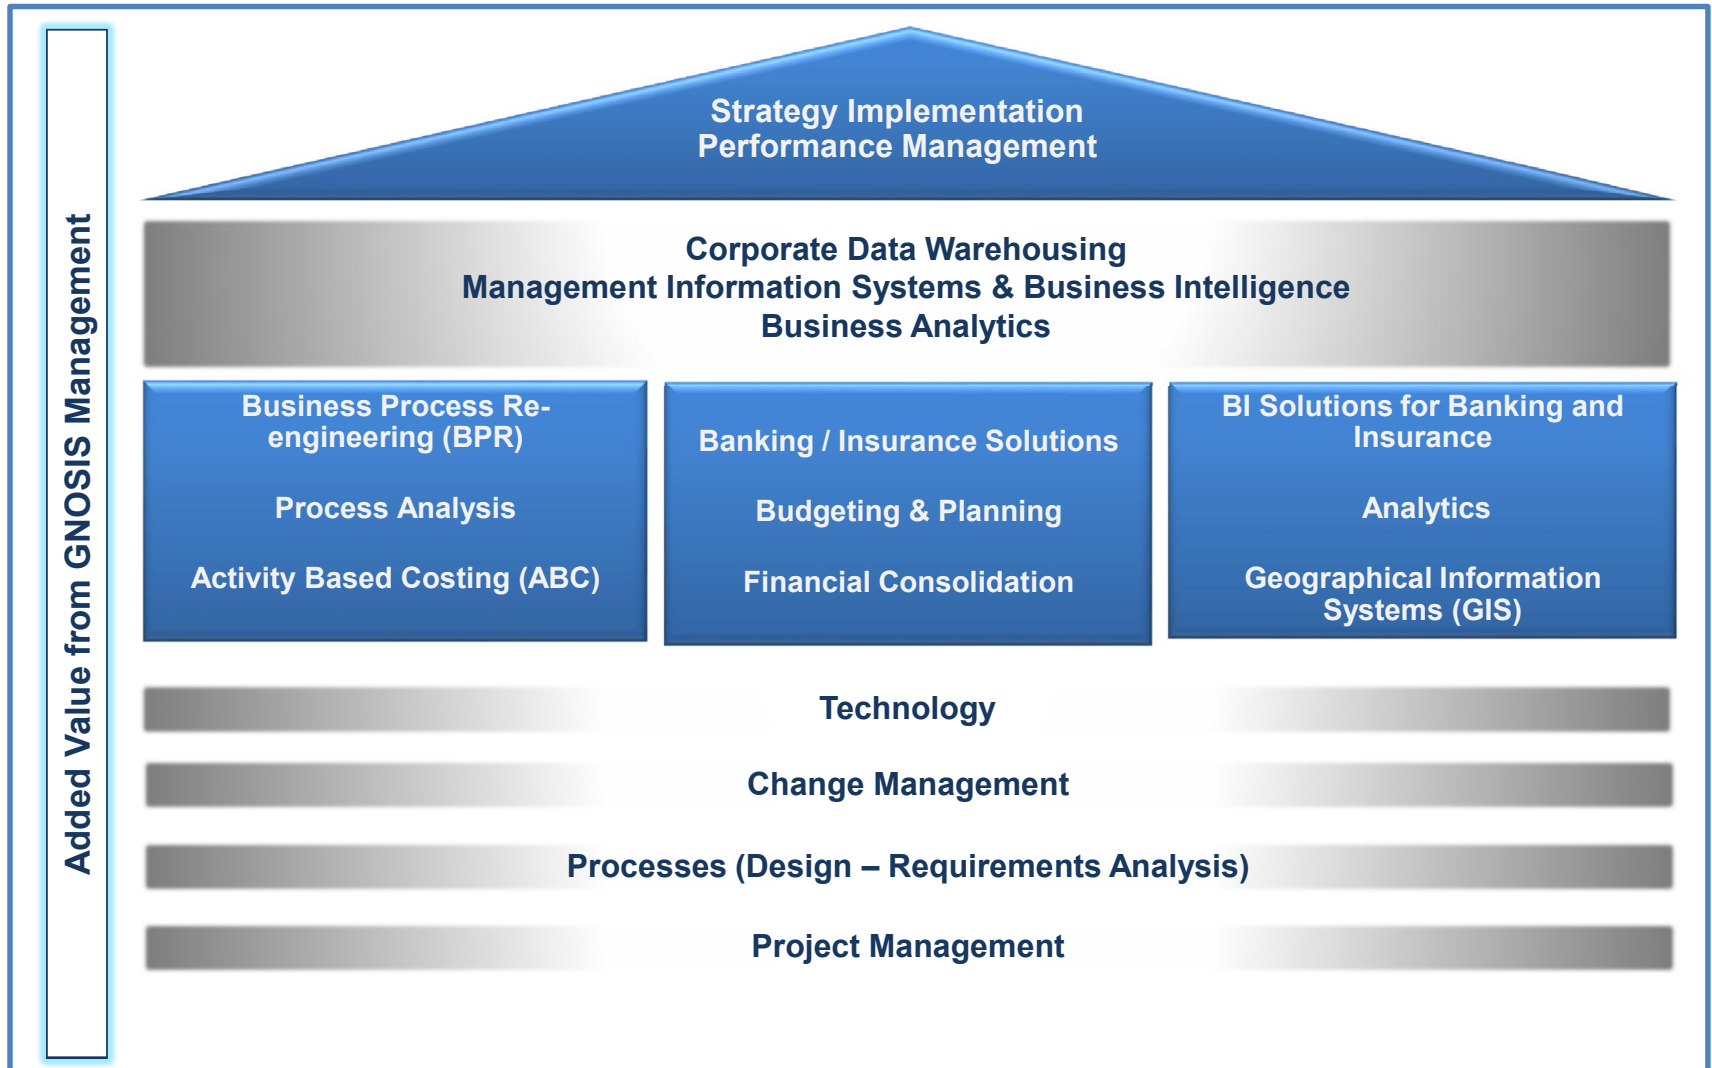 Added Value from GNOSIS Management
Strategy Implementation
Performance Management
Corporate Data Warehousing
Management Information Systems & Business Intelligence
Business Analytics
Business Process Re-
engineering (BPR)
Process Analysis
Activity Based Costing (ABC)
Banking / Insurance Solutions
Budgeting & Planning
Financial Consolidation
BI Solutions for Banking and
Insurance
Analytics
Geographical Information
Systems (GIS)
Technology
Change Management
Processes (Design – Requirements Analysis)
Project Management